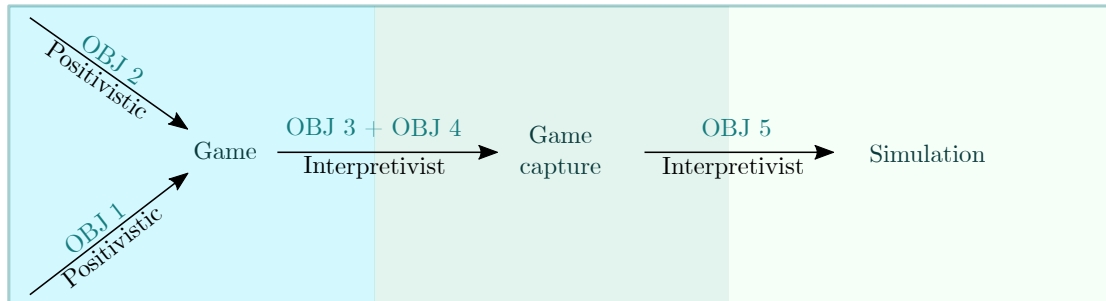 OBJ 2
Positivistic
Game
OBJ 1
Positivistic
OBJ 3 + OBJ 4
Interpretivist
Game
capture
OBJ 5
Interpretivist
Simulation